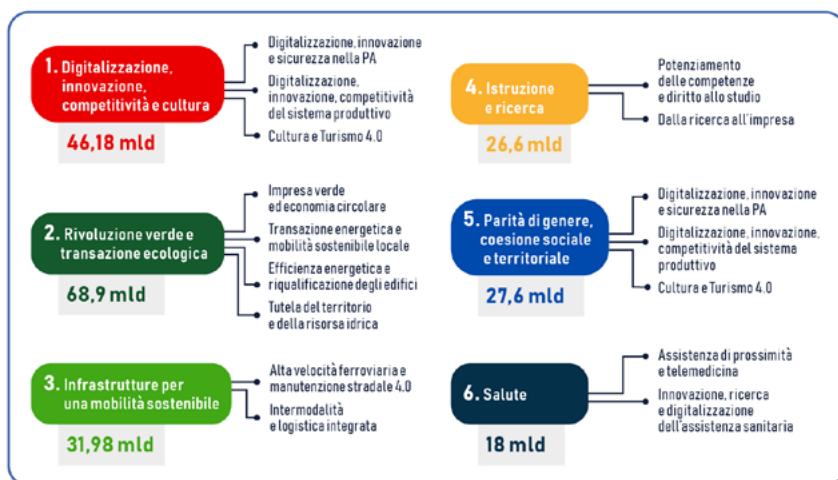 1. Digitalizzazione,
innovazione,
competitività e cultura
46,18 mld
Digitalizzazione, innovazione
e sicurezza nella PA
Digitalizzazione,
innovazione, competitività
del sistema produttivo
Cultura e Turismo 4.0
2. Rivoluzione verde e
transazione ecologica
68,9 mld
Impresa verde
ed economia circolare
Transazione energetica e
mobilità sostenibile locale
Efficienza energetica e
riqualificazione degli edifici
Tutela del territorio
e della risorsa idrica
3. Infrastrutture per
una mobilità sostenibile
31,98 mld
Alta velocità ferroviaria e
manutenzione stradale 4.0
Intermodalità
e logistica integrata
4. Istruzione
e ricerca
26,6 mld
Potenziamento
delle competenze
e diritto allo studio
Dalla ricerca all'impresa
5. Parità di genere,
coesione sociale
e territoriale
27,6 mld
Digitalizzazione, innovazione
e sicurezza nella PA
Digitalizzazione, innovazione,
competitività del sistema
produttivo
Cultura e Turismo 4.0
6. Salute
18 mld
Assistenza di prossimità
e telemedicina
Innovazione, ricerca
e digitalizzazione
dell'assistenza sanitaria